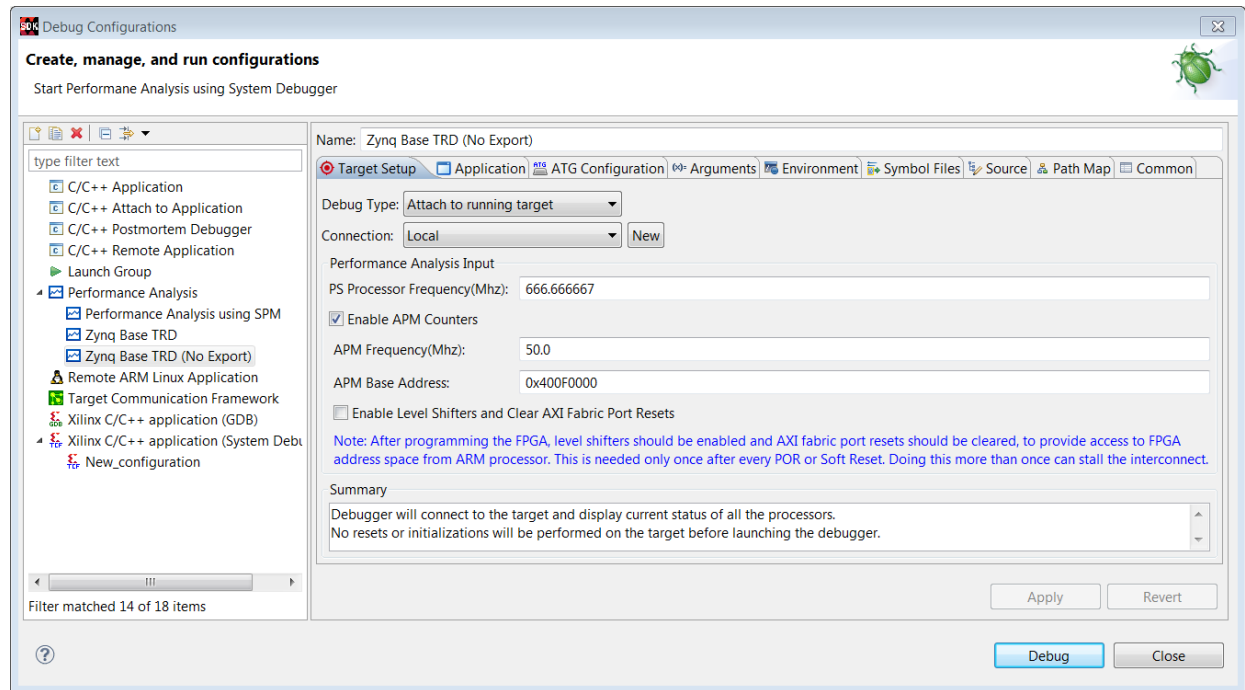 SDK Debug Configurations
Create, manage, and run configurations
Start Performane Analysis using System Debugger
type filter text
C/C++ Application
C/C++ Attach to Application
C/C++ Postmortem Debugger
C/C++ Remote Application
Launch Group
Performance Analysis
Performance Analysis using SPM
Zynq Base TRD
Zynq Base TRD (No Export)
Remote ARM Linux Application
Target Communication Framework
Xilinx C/C++ application (GDB)
Xilinx C/C++ application (System Debu
New_configuration
Filter matched 14 of 18 items
Name: Zynq Base TRD (No Export)
Target Setup Application ATG Configuration Arguments Environment Symbol Files Source Path Map Common
Debug Type: Attach to running target
Connection: Local New
Performance Analysis Input
PS Processor Frequency(Mhz): 666.666667
Enable APM Counters
APM Frequency(Mhz): 50.0
APM Base Address: 0x400F0000
Enable Level Shifters and Clear AXI Fabric Port Resets
Note: After programming the FPGA, level shifters should be enabled and AXI fabric port resets should be cleared, to provide access to FPGA
address space from ARM processor. This is needed only once after every POR or Soft Reset. Doing this more than once can stall the interconnect.
Summary
Debugger will connect to the target and display current status of all the processors.
No resets or initializations will be performed on the target before launching the debugger.
Apply Revert
? Debug Close